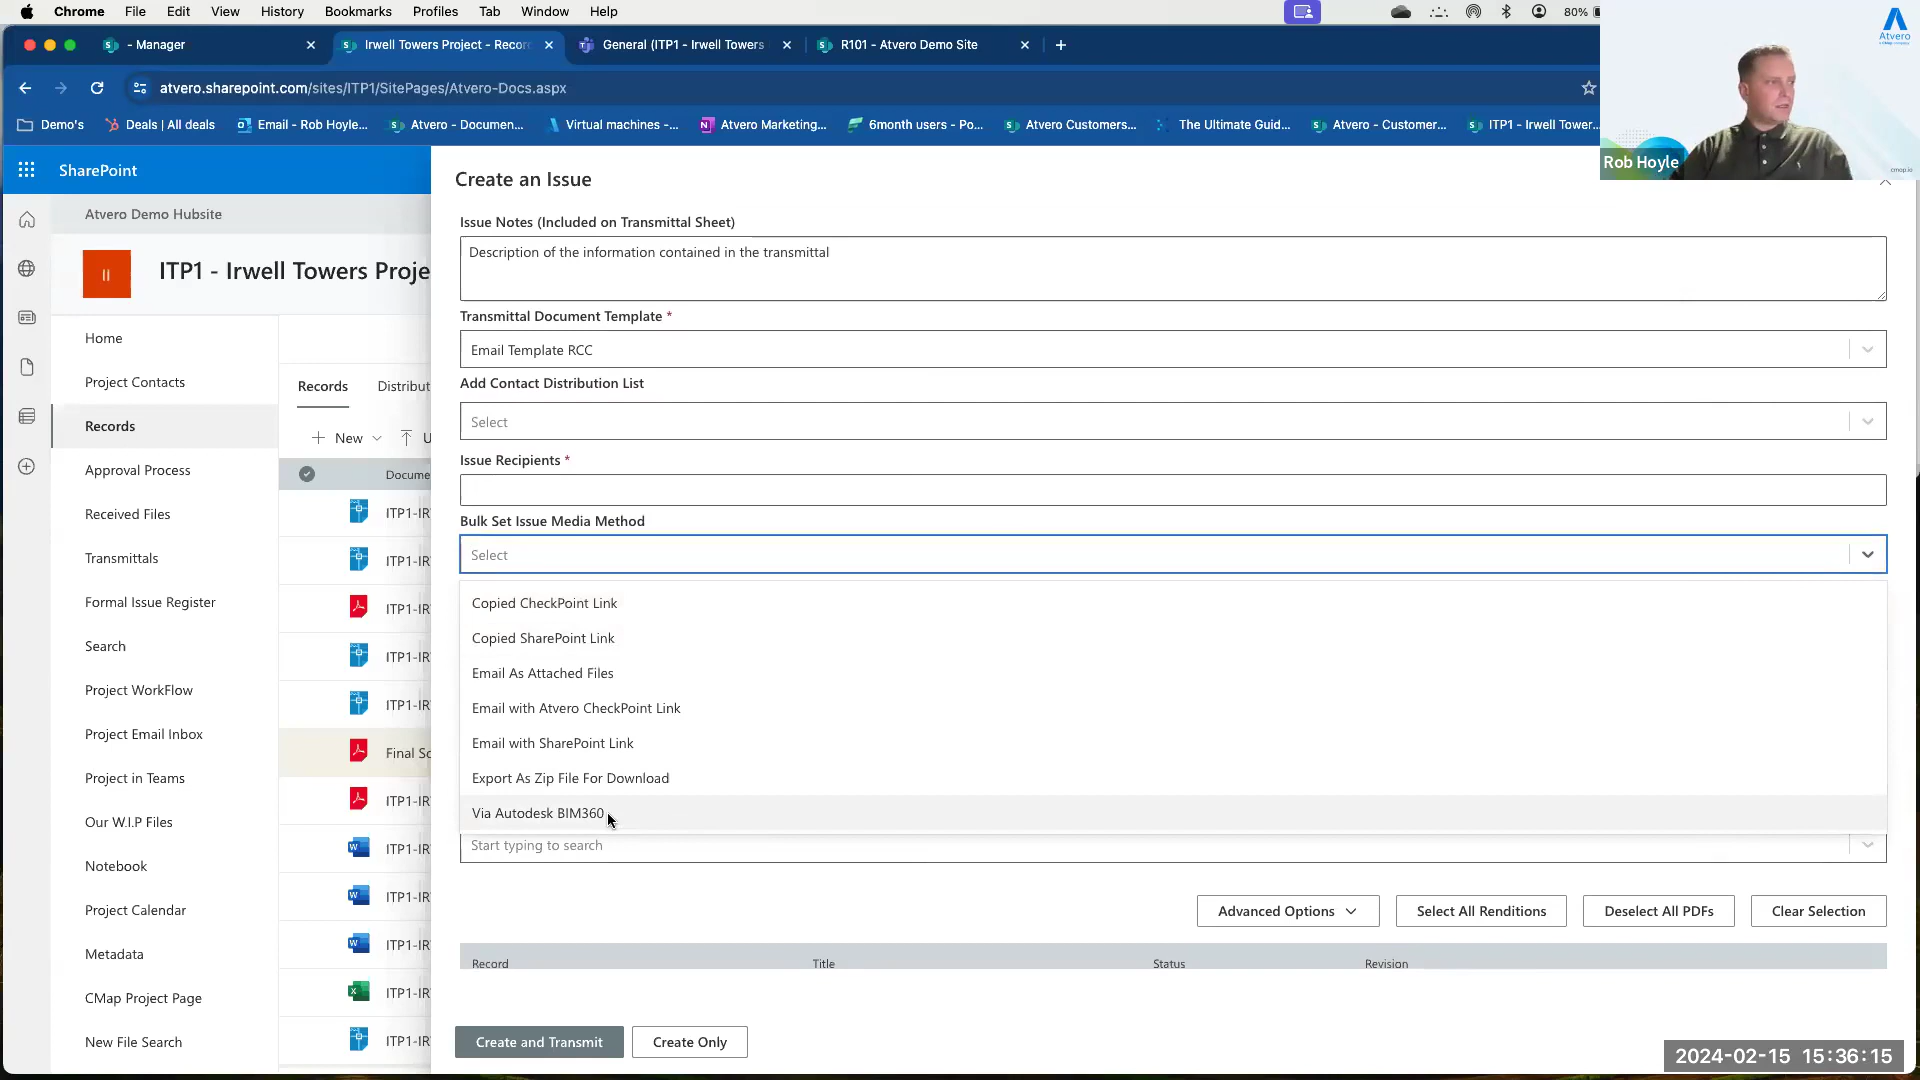 Chrome File Edit View History Bookmarks Profiles Tab Window Help 80%
- Manager
Irwell Towers Project - Recor
General (ITP1 - Irwell Towers
R101 - Atvero Demo Site
atvero.sharepoint.com/sites/ITP1/SitePages/Atvero-Docs.aspx
Demo's Deals | All deals Email - Rob Hoyle... Atvero - Documen... Virtual machines -... Atvero Marketing... 6month users - Po... Atvero Customers... The Ultimate Guid... Atvero - Customer... ITP1 - Irwell Tower...
Atvero
Rob Hoyle
cmap.io
SharePoint
Atvero Demo Hubsite
II
ITP1 - Irwell Towers Proje
Home
Project Contacts
Records
Approval Process
Received Files
Transmittals
Formal Issue Register
Search
Project WorkFlow
Project Email Inbox
Project in Teams
Our W.I.P Files
Notebook
Project Calendar
Metadata
CMap Project Page
New File Search
Records Distribut
New U
Docume
ITP1-IR
ITP1-IR
ITP1-IR
ITP1-IR
ITP1-IR
Final Sc
ITP1-IR
ITP1-IR
ITP1-IR
ITP1-IR
ITP1-IR
ITP1-IR
Create an Issue
Issue Notes (Included on Transmittal Sheet)
Description of the information contained in the transmittal
Transmittal Document Template *
Email Template RCC
Add Contact Distribution List
Select
Issue Recipients *
Bulk Set Issue Media Method
Select
Copied CheckPoint Link
Copied SharePoint Link
Email As Attached Files
Email with Atvero CheckPoint Link
Email with SharePoint Link
Export As Zip File For Download
Via Autodesk BIM360
Start typing to search
Advanced Options Select All Renditions Deselect All PDFs Clear Selection
Record Title Status Revision
Create and Transmit Create Only
2024-02-15 15:36:15